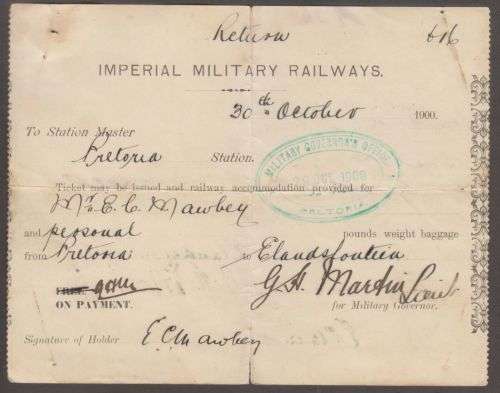 Return 616
IMPERIAL MILITARY RAILWAYS.
30th October 1900.
To Station Master
Pretoria Station.
MILITARY GOVERNOR'S OFFICE
PRETORIA
Ticket may be issued and railway accommodation provided for
Mr E. C. Mawbey
and personal pounds weight baggage
from Pretoria to Elandsfontein
G H Martin Lieut
ON PAYMENT. for Military Governor.
Signature of Holder E C Mawbey